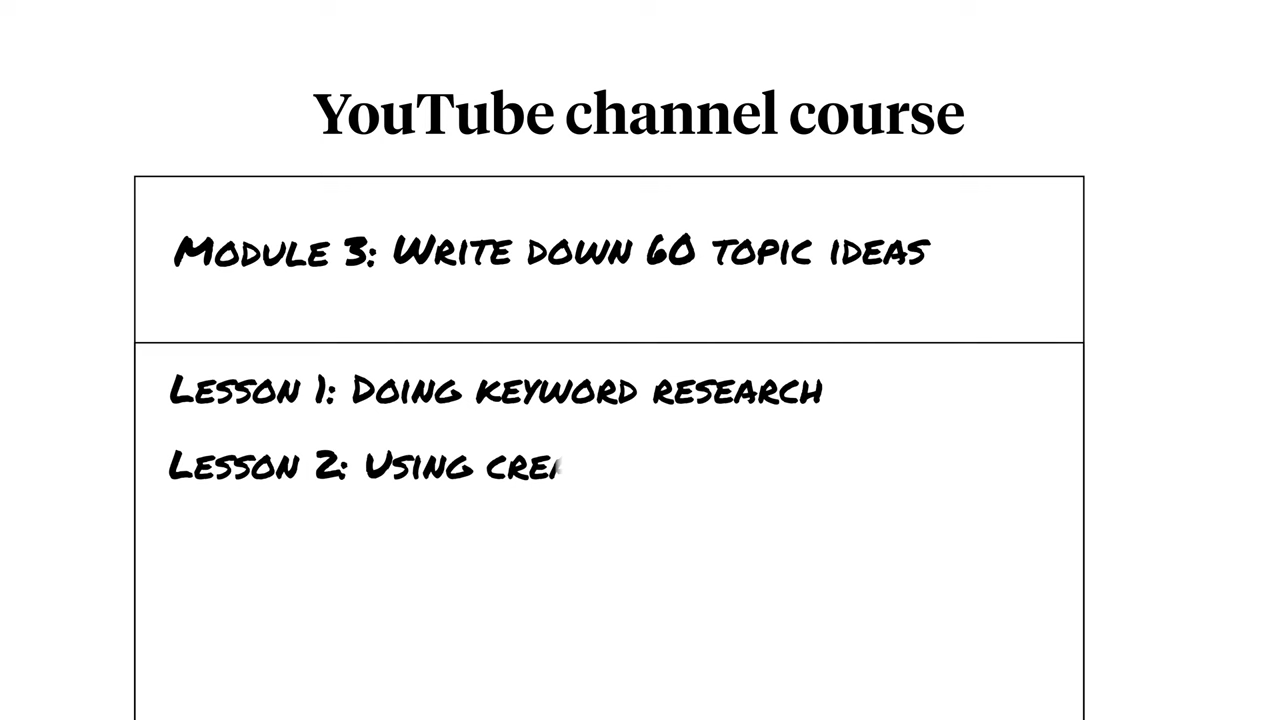 YouTube channel course
Module 3: Write down 60 topic ideas
Lesson 1: Doing keyword research
Lesson 2: Using